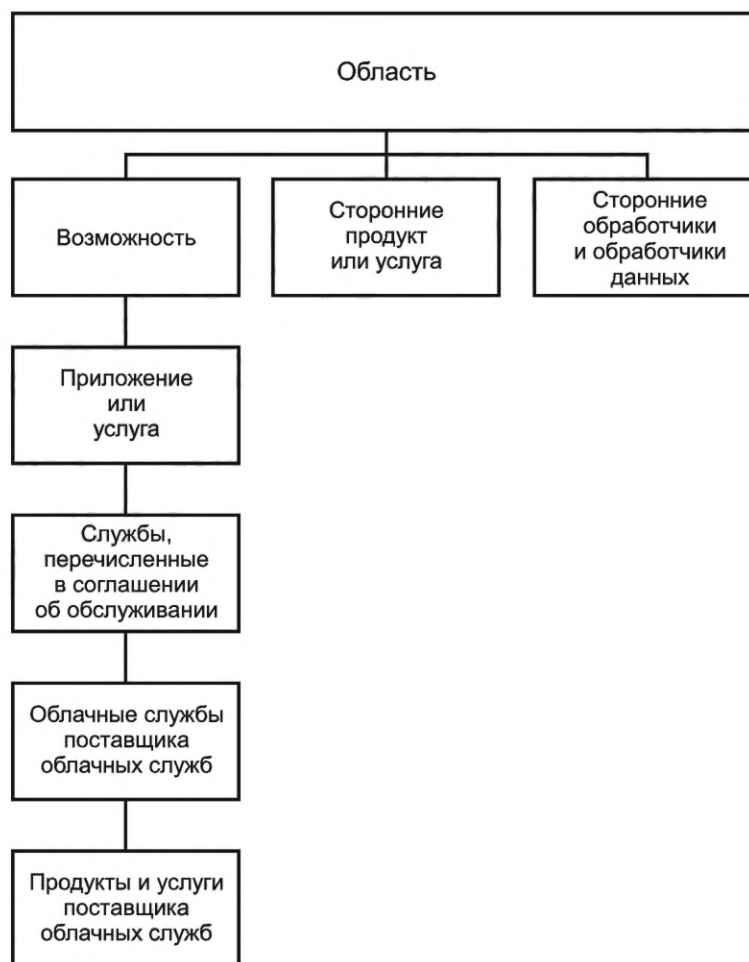 Область
Возможность
Сторонние
продукт
или услуга
Сторонние
обработчики
и обработчики
данных
Приложение
или
услуга
Службы,
перечисленные
в соглашении
об обслуживании
Облачные службы
поставщика
облачных служб
Продукты и услуги
поставщика
облачных служб